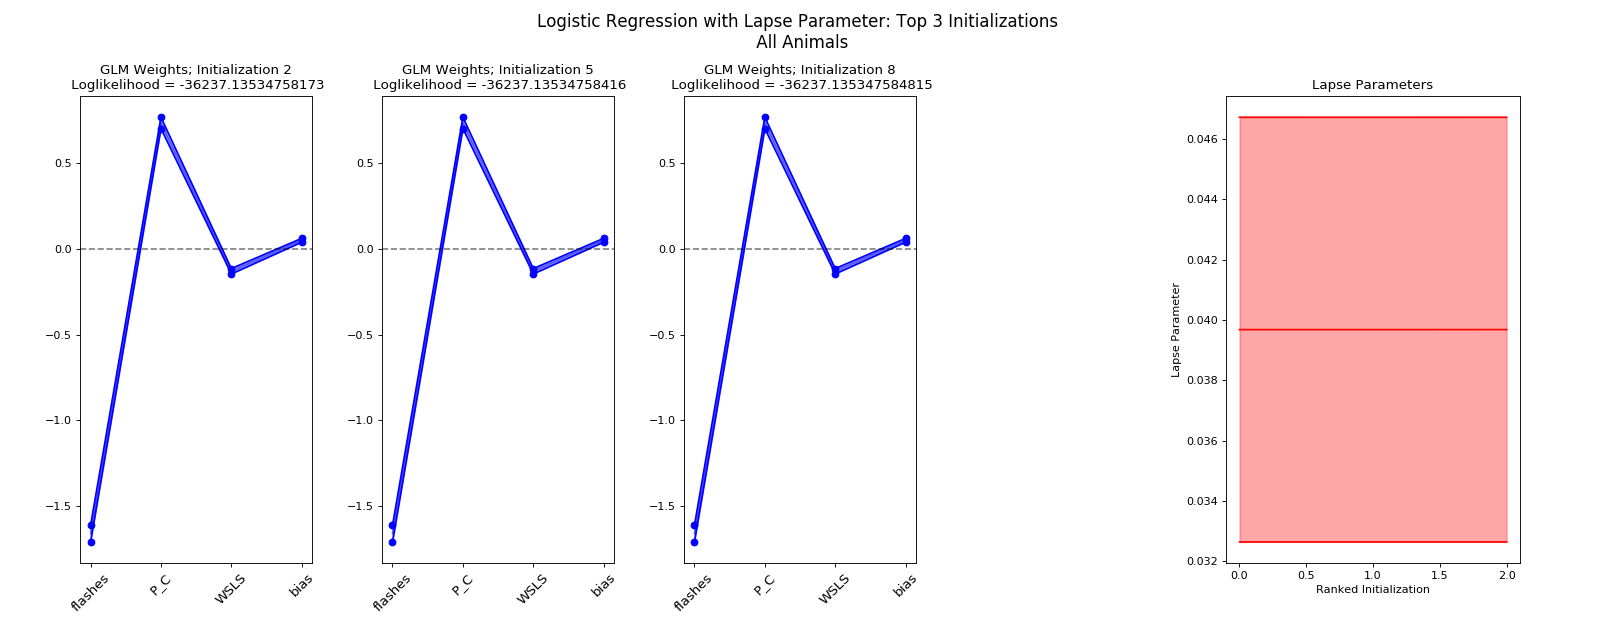 Logistic Regression with Lapse Parameter: Top 3 Initializations
All Animals
GLM Weights; Initialization 2
Loglikelihood = -36237.13534758173
0.5
0.0
−0.5
−1.0
−1.5
flashes
P_C
WSLS
bias
GLM Weights; Initialization 5
Loglikelihood = -36237.13534758416
0.5
0.0
−0.5
−1.0
−1.5
flashes
P_C
WSLS
bias
GLM Weights; Initialization 8
Loglikelihood = -36237.135347584815
0.5
0.0
−0.5
−1.0
−1.5
flashes
P_C
WSLS
bias
Lapse Parameters
Lapse Parameter
0.046
0.044
0.042
0.040
0.038
0.036
0.034
0.032
0.0
0.5
1.0
1.5
2.0
Ranked Initialization